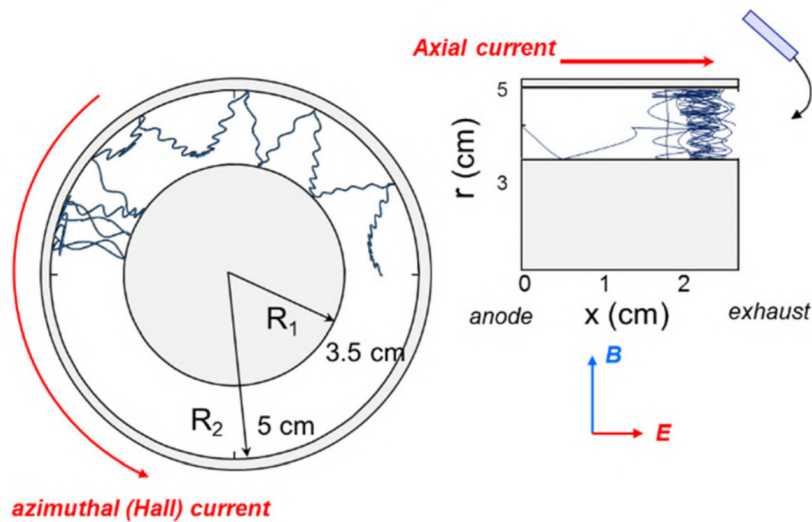 Axial current
R₁
3.5 cm
R₂
5 cm
azimuthal (Hall) current
5
r (cm)
3
0
1
2
anode
x (cm)
exhaust
B
E